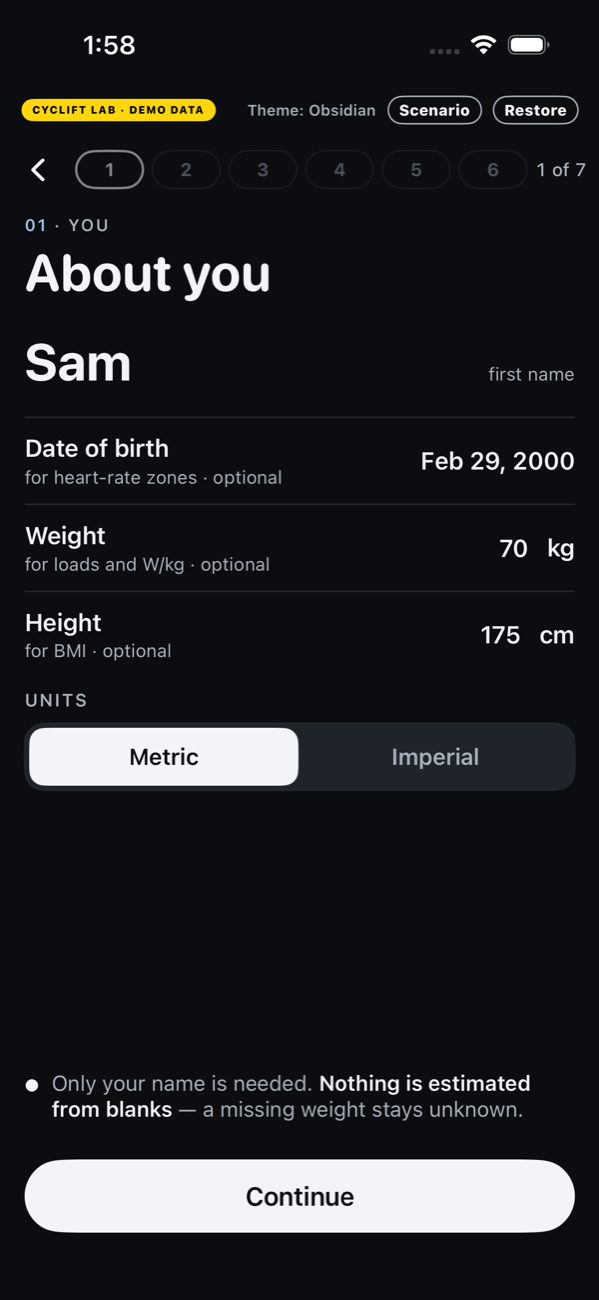 1:58
CYCLIFT LAB · DEMO DATA
Theme: Obsidian
Scenario
Restore
1
2
3
4
5
6
1 of 7
01 · YOU
About you
Sam
first name
Date of birth
for heart-rate zones · optional
Feb 29, 2000
Weight
for loads and W/kg · optional
70 kg
Height
for BMI · optional
175 cm
UNITS
Metric
Imperial
Only your name is needed. Nothing is estimated
from blanks — a missing weight stays unknown.
Continue